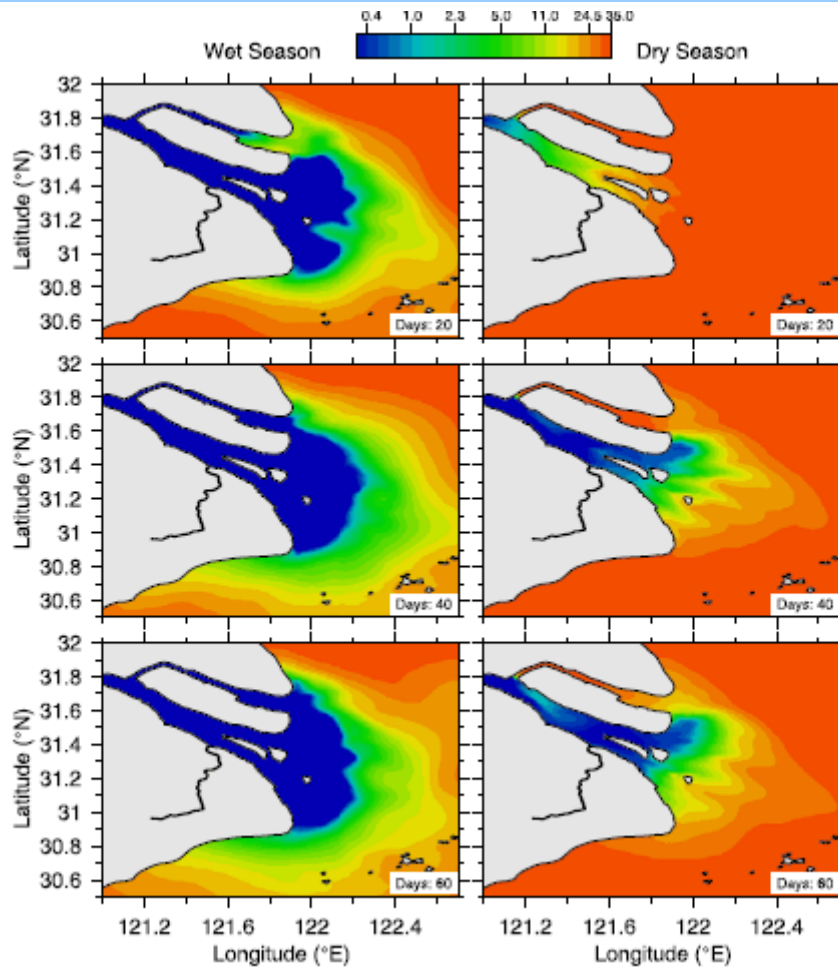 0.4 1.0 2.3 5.0 11.0 24.5 35.0
Wet Season Dry Season
32
31.8
31.6
31.4
31.2
31
30.8
30.6
Latitude (°N)
Days: 20
Days: 20
32
31.8
31.6
31.4
31.2
31
30.8
30.6
Latitude (°N)
Days: 40
Days: 40
32
31.8
31.6
31.4
31.2
31
30.8
30.6
Latitude (°N)
Days: 60
Days: 60
121.2 121.6 122 122.4 121.2 121.6 122 122.4
Longitude (°E) Longitude (°E)